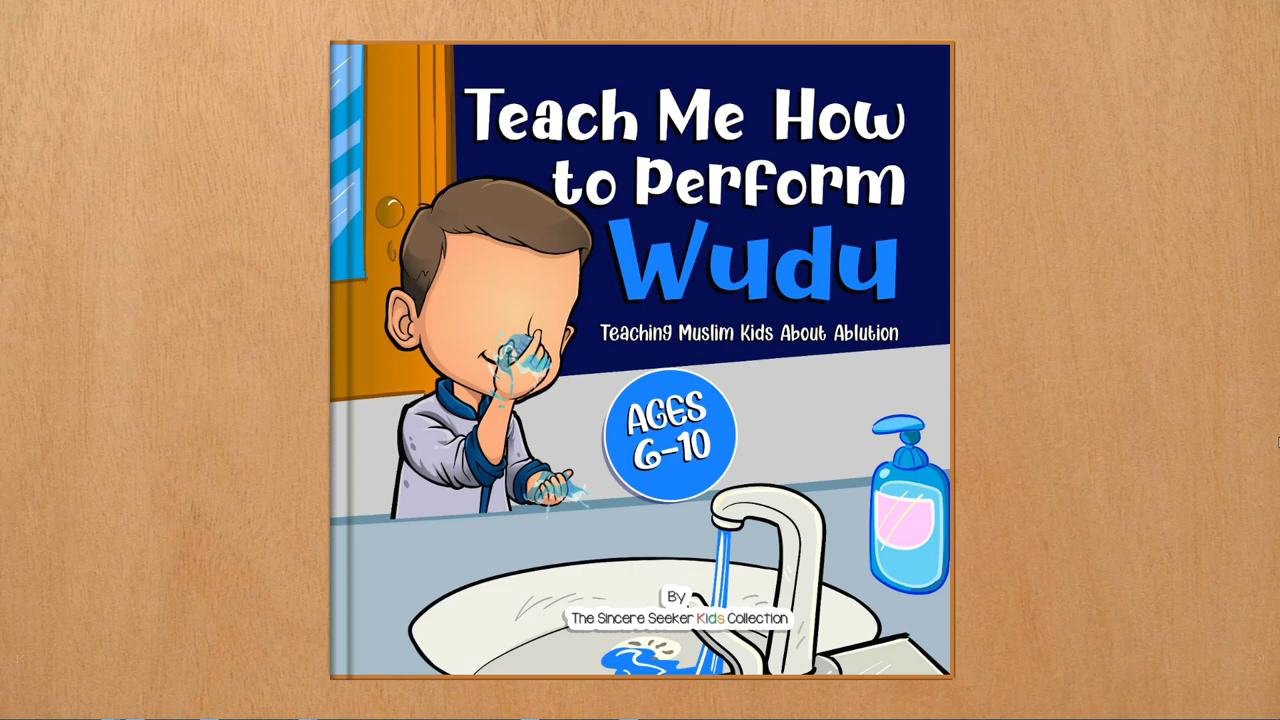 Teach Me How
to Perform
Wudu
Teaching Muslim Kids About Ablution
AGES
6-10
By
The Sincere Seeker Kids Collection